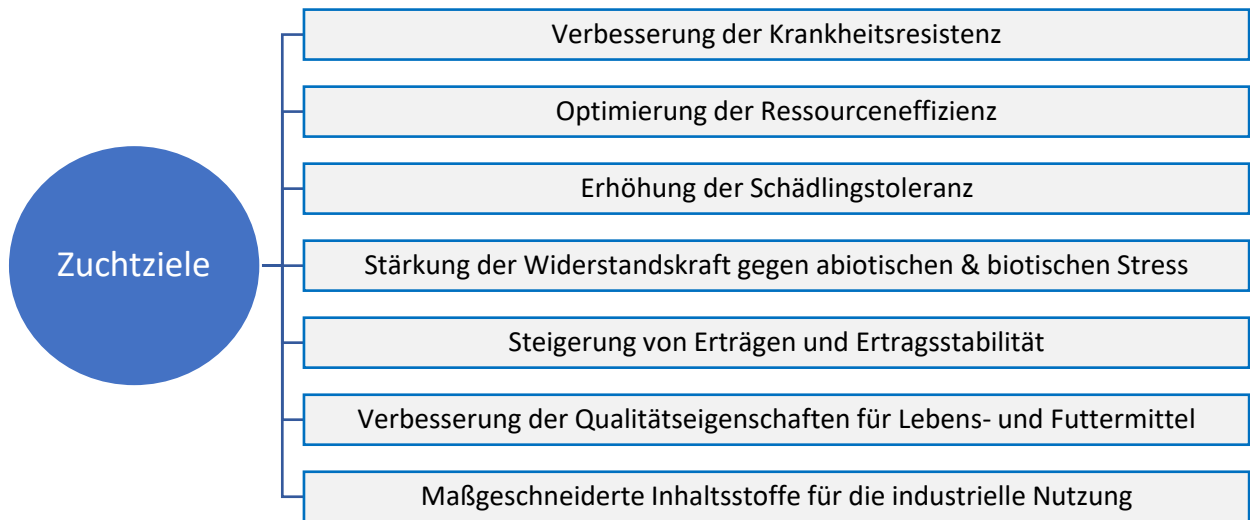 Zuchtziele
Verbesserung der Krankheitsresistenz
Optimierung der Ressourceneffizienz
Erhöhung der Schädlingstoleranz
Stärkung der Widerstandskraft gegen abiotischen & biotischen Stress
Steigerung von Erträgen und Ertragsstabilität
Verbesserung der Qualitätseigenschaften für Lebens- und Futtermittel
Maßgeschneiderte Inhaltsstoffe für die industrielle Nutzung